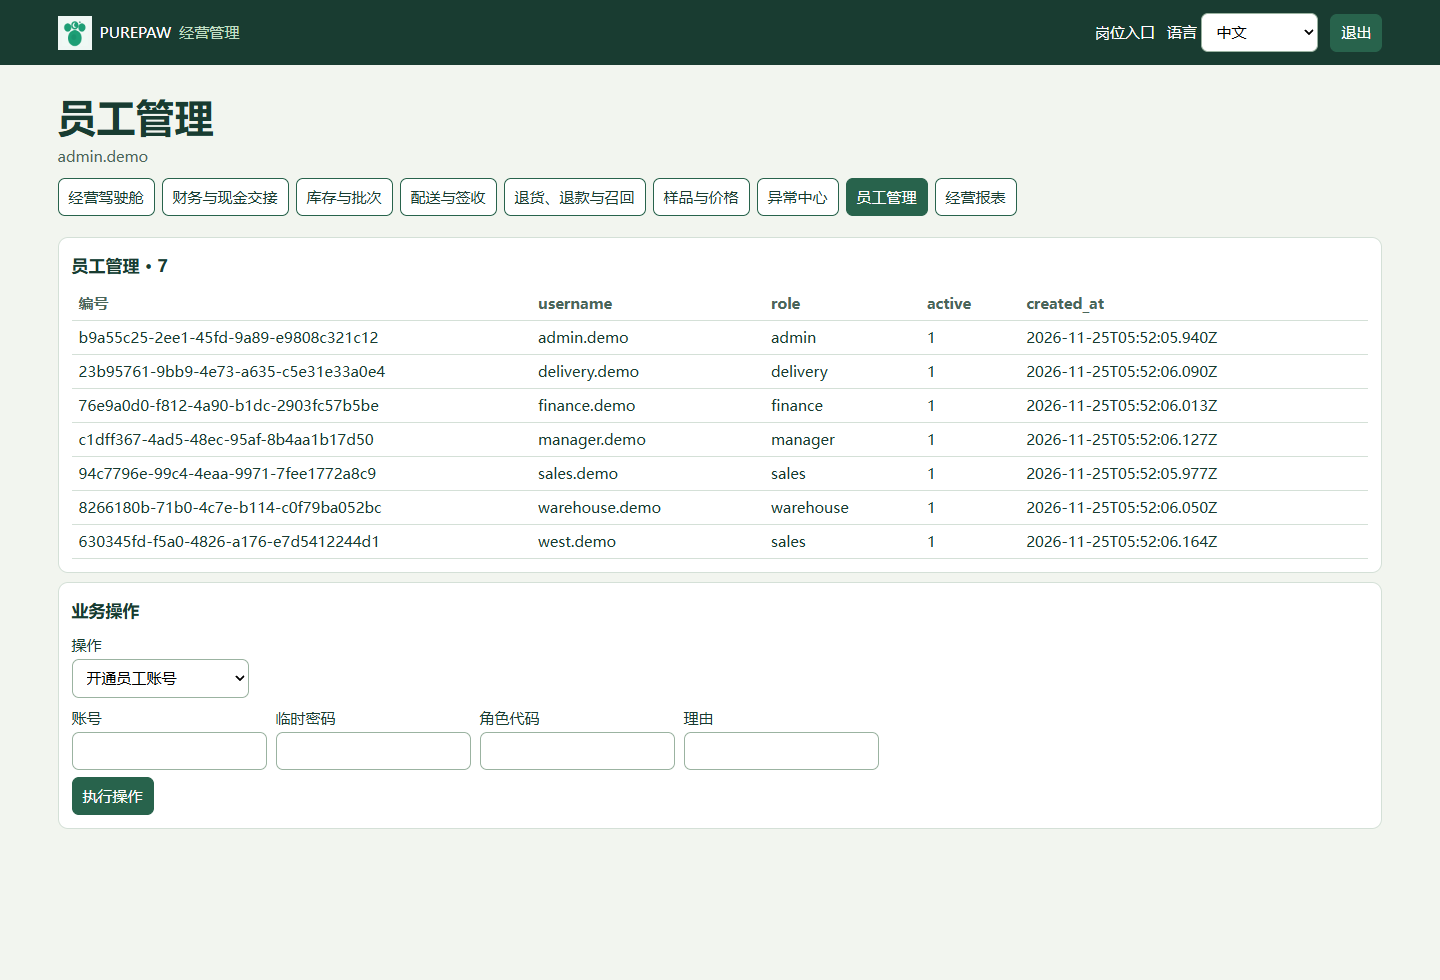 PUREPAW 经营管理 岗位入口 语言 中文 退出
员工管理
admin.demo
经营驾驶舱 财务与现金交接 库存与批次 配送与签收 退货、退款与召回 样品与价格 异常中心 员工管理 经营报表
员工管理 • 7
编号 username role active created_at
b9a55c25-2ee1-45fd-9a89-e9808c321c12 admin.demo admin 1 2026-11-25T05:52:05.940Z
23b95761-9bb9-4e73-a635-c5e31e33a0e4 delivery.demo delivery 1 2026-11-25T05:52:06.090Z
76e9a0d0-f812-4a90-b1dc-2903fc57b5be finance.demo finance 1 2026-11-25T05:52:06.013Z
c1dff367-4ad5-48ec-95af-8b4aa1b17d50 manager.demo manager 1 2026-11-25T05:52:06.127Z
94c7796e-99c4-4eaa-9971-7fee1772a8c9 sales.demo sales 1 2026-11-25T05:52:05.977Z
8266180b-71b0-4c7e-b114-c0f79ba052bc warehouse.demo warehouse 1 2026-11-25T05:52:06.050Z
630345fd-f5a0-4826-a176-e7d5412244d1 west.demo sales 1 2026-11-25T05:52:06.164Z
业务操作
操作
开通员工账号
账号 临时密码 角色代码 理由
执行操作